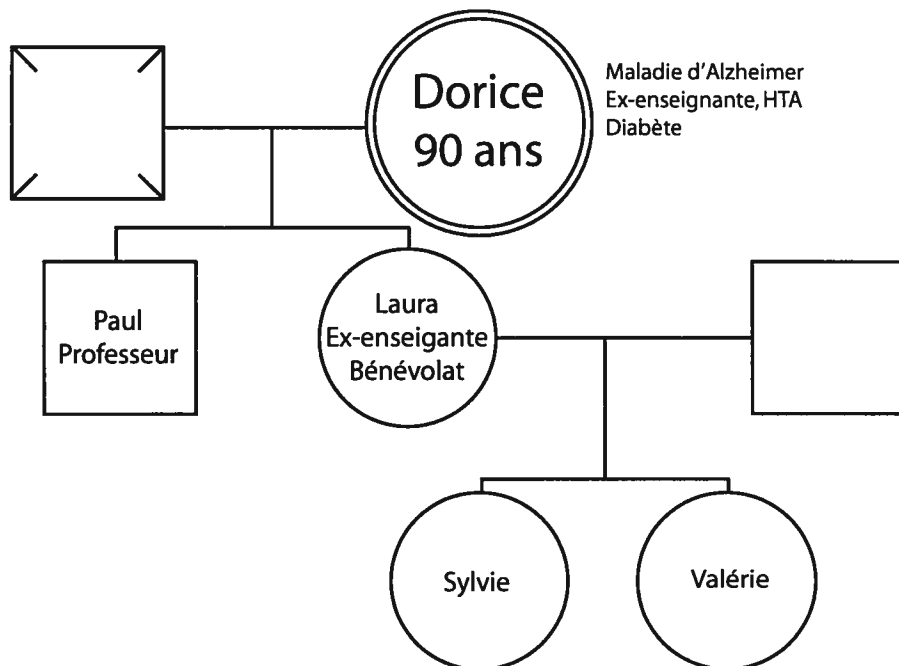 Dorice
90 ans
Maladie d'Alzheimer
Ex-enseignante, HTA
Diabète
Paul
Professeur
Laura
Ex-enseigante
Bénévolat
Sylvie
Valérie